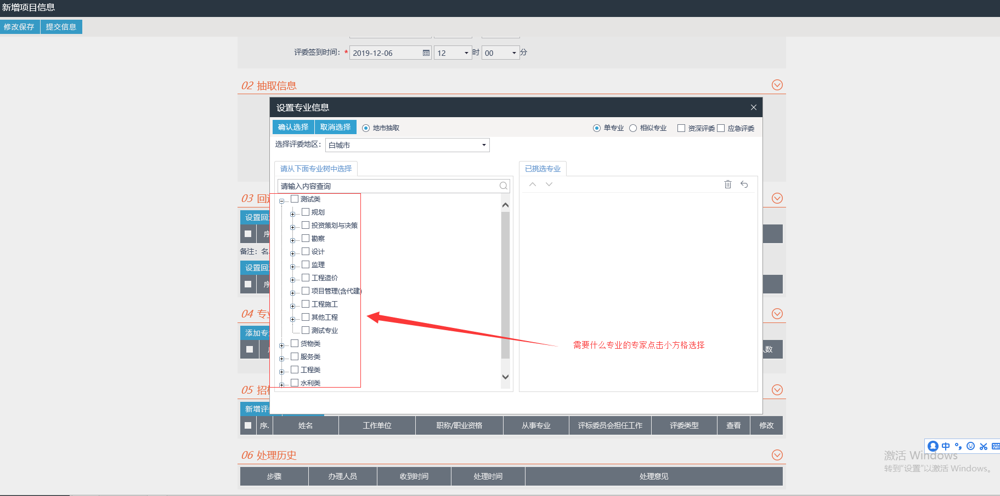 新增项目信息
修改保存 提交信息
评委签到时间： * 2019-12-06 12 时 00 分
02 抽取信息
设置专业信息
确认选择 取消选择 地市抽取 单专业 相似专业 资深评委 应急评委
选择评委地区： 白城市
请从下面专业树中选择 已挑选专业
请输入内容查询
测试类
规划
投资策划与决策
勘察
设计
监理
工程造价
项目管理(含代建)
工程施工
其他工程
测试专业
货物类
服务类
工程类
水利类
需要什么专业的专家点击小方格选择
03 回
设置回
序
备注：名
设置回
序
04 专业
添加专
人数
05 招
新增评
序. 姓名 工作单位 职称/职业资格 从事专业 评标委员会担任工作 评委类型 查看 修改
06 处理历史
步骤 办理人员 收到时间 处理时间 处理意见
中
激活 Windows
转到“设置”以激活 Windows。